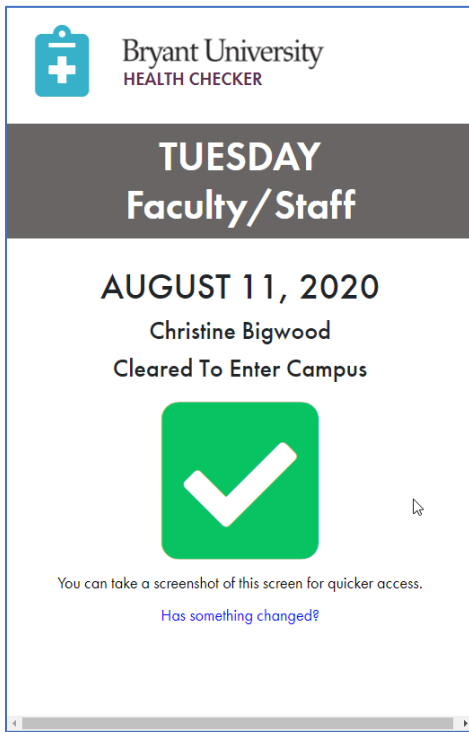 Bryant University
HEALTH CHECKER
TUESDAY
Faculty/Staff
AUGUST 11, 2020
Christine Bigwood
Cleared To Enter Campus
You can take a screenshot of this screen for quicker access.
Has something changed?